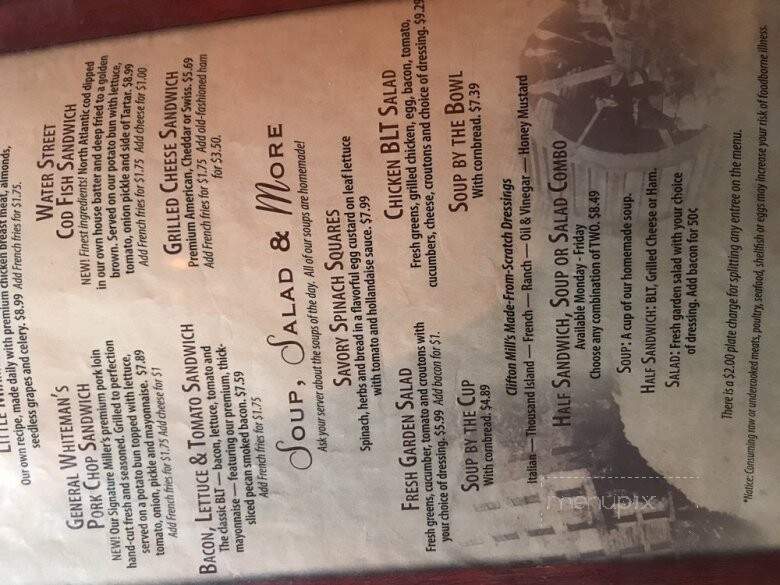 Our own recipe, made daily with premium chicken breast meat, almonds,
seedless grapes and celery. $8.99 Add French fries for $1.75.
GENERAL WHITEMAN'S
PORK CHOP SANDWICH
NEW! Our Signature Miller's premium pork loin
hand-cut fresh and seasoned. Grilled to perfection
served on a potato bun topped with lettuce,
tomato, onion, pickle and mayonnaise. $7.89
Add French fries for $1.75 Add cheese for $1
WATER STREET
COD FISH SANDWICH
NEW! Finest ingredients! North Atlantic cod dipped
in our own house batter and deep fried to a golden
brown. Served on our potato bun with lettuce,
tomato, onion pickle and side of Tartar. $8.99
Add French fries for $1.75 Add cheese for $1.00
BACON, LETTUCE & TOMATO SANDWICH
The classic BLT — bacon, lettuce, tomato and
mayonnaise — featuring our premium, thick-
sliced pecan smoked bacon. $7.59
Add French fries for $1.75
GRILLED CHEESE SANDWICH
Premium American, Cheddar or Swiss. $5.69
Add French fries for $1.75 Add old-fashioned ham
for $3.50.
SOUP, SALAD & MORE
Ask your server about the soups of the day. All of our soups are homemade!
SAVORY SPINACH SQUARES
Spinach, herbs and bread in a flavorful egg custard on leaf lettuce
with tomato and hollandaise sauce. $7.99
FRESH GARDEN SALAD
Fresh greens, cucumber, tomato and croutons with
your choice of dressing. $5.99 Add bacon for $1.
CHICKEN BLT SALAD
Fresh greens, grilled chicken, egg, bacon, tomato,
cucumbers, cheese, croutons and choice of dressing. $9.29
SOUP BY THE CUP
With cornbread. $4.89
SOUP BY THE BOWL
With cornbread. $7.39
Clifton Mill's Made-From-Scratch Dressings
Italian — Thousand Island — French — Ranch — Oil & Vinegar — Honey Mustard
HALF SANDWICH, SOUP OR SALAD COMBO
Available Monday - Friday
Choose any combination of TWO. $8.49
SOUP: A cup of our homemade soup.
HALF SANDWICH: BLT, Grilled Cheese or Ham.
SALAD: Fresh garden salad with your choice
of dressing. Add bacon for 50¢
There is a $2.00 plate charge for splitting any entree on the menu.
*Notice: Consuming raw or undercooked meats, poultry, seafood, shellfish or eggs may increase your risk of foodborne illness.
menupix